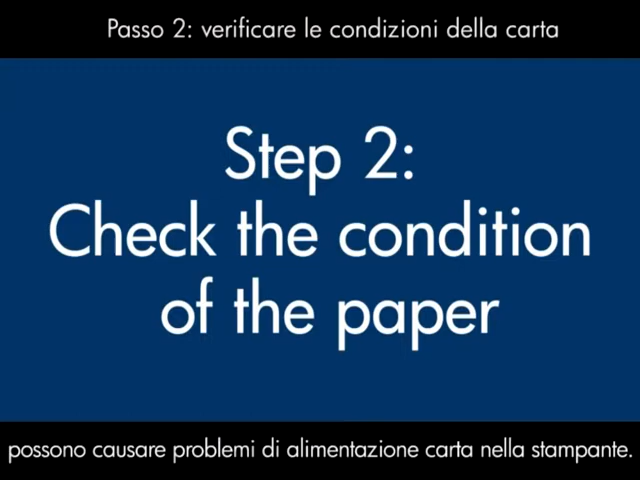 Passo 2: verificare le condizioni della carta
Step 2:
Check the condition
of the paper
possono causare problemi di alimentazione carta nella stampante.